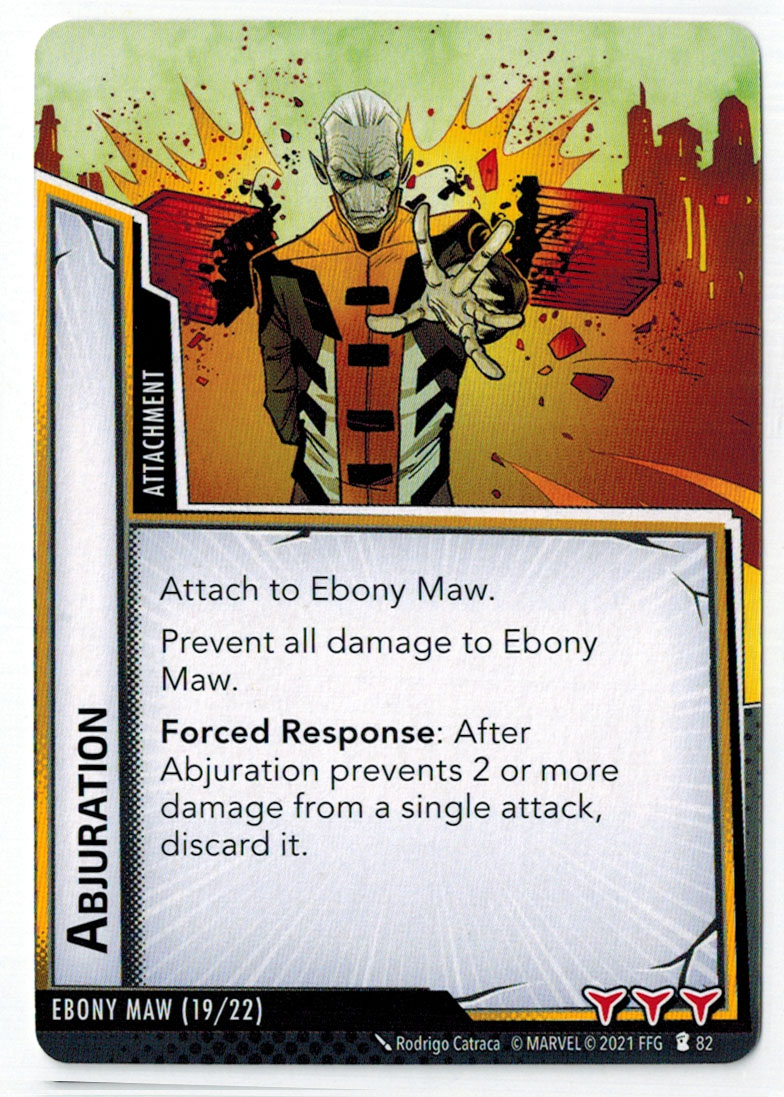 ATTACHMENT
Attach to Ebony Maw.
Prevent all damage to Ebony
Maw.
Forced Response: After
Abjuration prevents 2 or more
damage from a single attack,
discard it.
ABJURATION
EBONY MAW (19/22)
Rodrigo Catraca © MARVEL © 2021 FFG 82